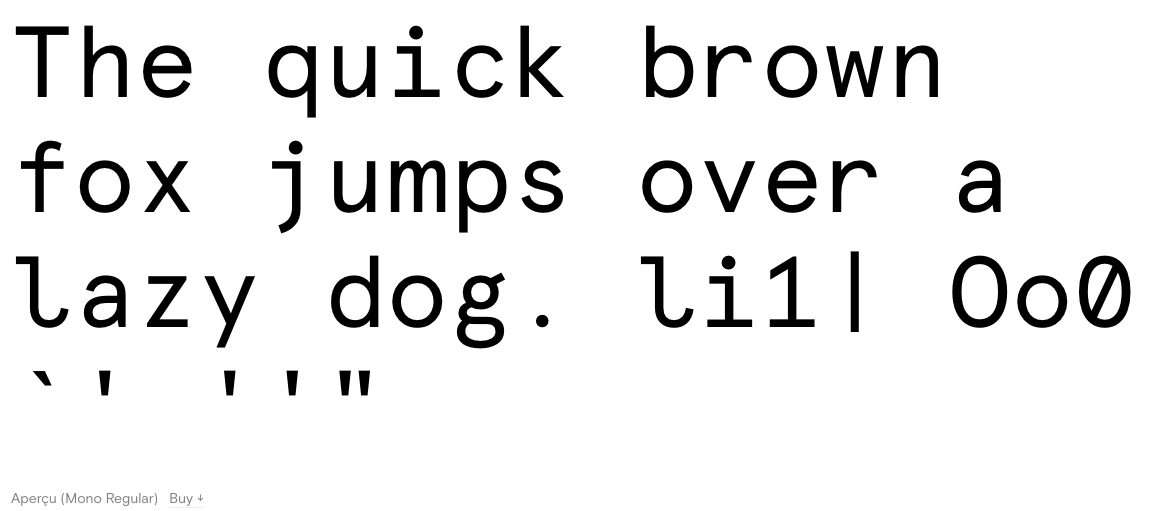 The quick brown
fox jumps over a
lazy dog. li1| Oo0
`' ''"
Aperçu (Mono Regular) Buy ↓